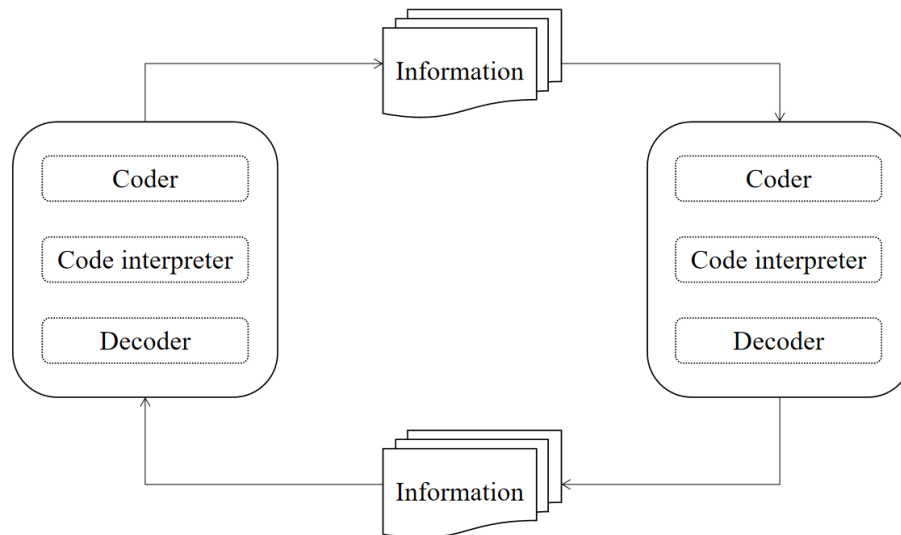 Information
Coder
Code interpreter
Decoder
Coder
Code interpreter
Decoder
Information